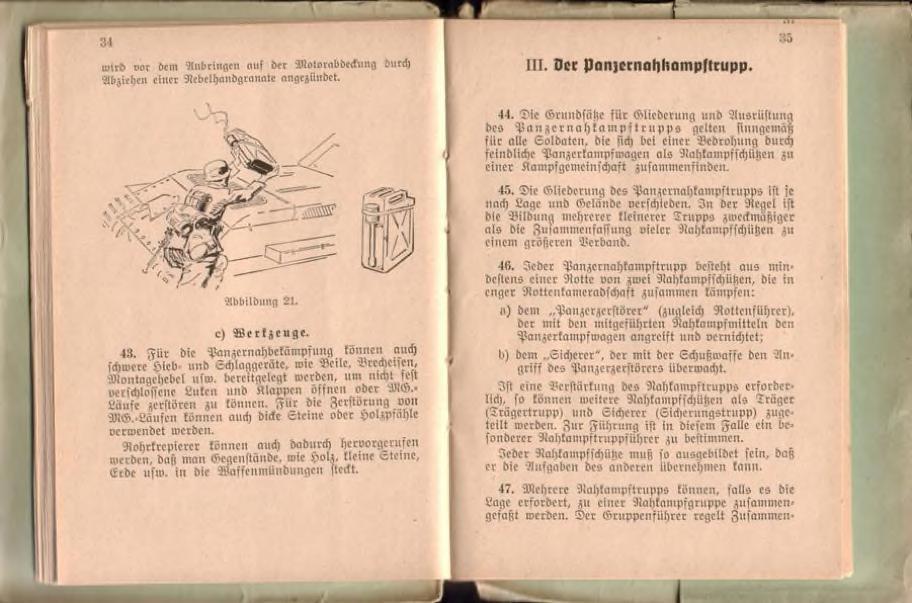 34
wird vor dem Anbringen auf der Motorabdeckung durch
Abziehen einer Nebelhandgranate angezündet.
Abbildung 21.
c) Werkzeuge.
43. Für die Panzernahbekämpfung können auch
schwere Hieb- und Schlaggeräte, wie Beile, Brecheisen,
Montagehebel usw. bereitgelegt werden, um nicht fest
verschlossene Luken und Klappen öffnen oder MG.-
Läufe zerstören zu können. Für die Zerstörung von
MG.-Läufen können auch dicke Steine oder Holzpfähle
verwendet werden.
Rohrkrepierer können auch dadurch hervorgerufen
werden, daß man Gegenstände, wie Holz, kleine Steine,
Erde usw. in die Waffenmündungen steckt.
35
III. Der Panzernahkampftrupp.
44. Die Grundsätze für Gliederung und Ausrüstung
des Panzernahkampftrupps gelten sinngemäß
für alle Soldaten, die sich bei einer Bedrohung durch
feindliche Panzerkampfwagen als Nahkampfschützen zu
einer Kampfgemeinschaft zusammenfinden.
45. Die Gliederung des Panzernahkampftrupps ist je
nach Lage und Gelände verschieden. In der Regel ist
die Bildung mehrerer kleinerer Trupps zweckmäßiger
als die Zusammenfassung vieler Nahkampfschützen zu
einem größeren Verband.
46. Jeder Panzernahkampftrupp besteht aus min-
destens einer Rotte von zwei Nahkampfschützen, die in
enger Rottenkameradschaft zusammen kämpfen:
a) dem „Panzerzerstörer“ (zugleich Rottenführer),
der mit den mitgeführten Nahkampfmitteln den
Panzerkampfwagen angreift und vernichtet;
b) dem „Sicherer“, der mit der Schußwaffe den An-
griff des Panzerzerstörers überwacht.
Ist eine Verstärkung des Nahkampftrupps erforder-
lich, so können weitere Nahkampfschützen als Träger
(Trägertrupp) und Sicherer (Sicherungstrupp) zuge-
teilt werden. Zur Führung ist in diesem Falle ein be-
sonderer Nahkampftruppführer zu bestimmen.
Jeder Nahkampfschütze muß so ausgebildet sein, daß
er die Aufgaben des anderen übernehmen kann.
47. Mehrere Nahkampftrupps können, falls es die
Lage erfordert, zu einer Nahkampfgruppe zusammen-
gefaßt werden. Der Gruppenführer regelt Zusammen-